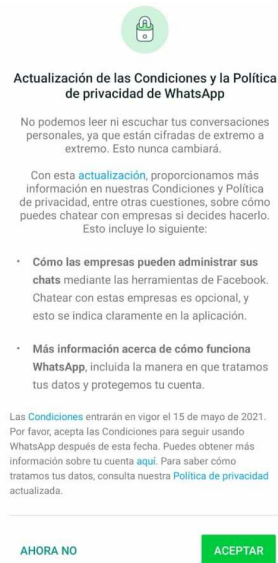 Actualización de las Condiciones y la Política
de privacidad de WhatsApp
No podemos leer ni escuchar tus conversaciones
personales, ya que están cifradas de extremo a
extremo. Esto nunca cambiará.
Con esta actualización, proporcionamos más
información en nuestras Condiciones y Política
de privacidad, entre otras cuestiones, sobre cómo
puedes chatear con empresas si decides hacerlo.
Esto incluye lo siguiente:
· Cómo las empresas pueden administrar sus
chats mediante las herramientas de Facebook.
Chatear con estas empresas es opcional, y
esto se indica claramente en la aplicación.
· Más información acerca de cómo funciona
WhatsApp, incluida la manera en que tratamos
tus datos y protegemos tu cuenta.
Las Condiciones entrarán en vigor el 15 de mayo de 2021.
Por favor, acepta las Condiciones para seguir usando
WhatsApp después de esta fecha. Puedes obtener más
información sobre tu cuenta aquí. Para saber cómo
tratamos tus datos, consulta nuestra Política de privacidad
actualizada.
AHORA NO ACEPTAR